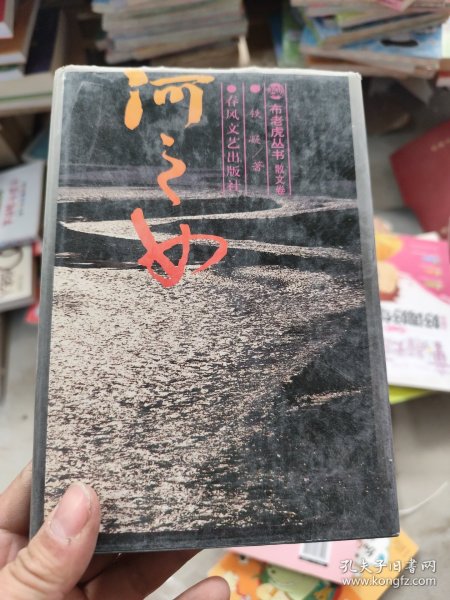 河之女
布老虎丛书 散文卷
铁凝／著
春风文艺出版社
孔夫子旧书网
www.kongfz.com